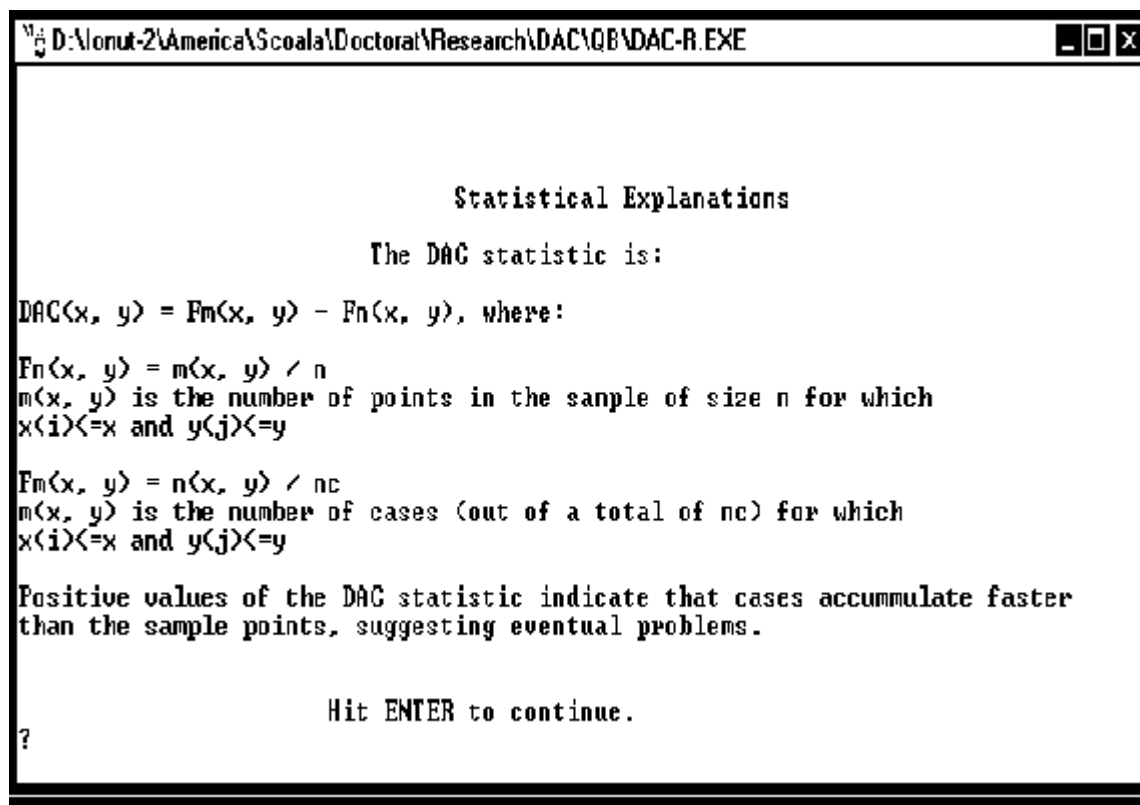 D:\Ionut-2\America\Scoala\Doctorat\Research\DAC\QB\DAC-R.EXE
Statistical Explanations
The DAC statistic is:
DAC(x, y) = Fm(x, y) - Fn(x, y), where:
Fn(x, y) = m(x, y) / n
m(x, y) is the number of points in the sample of size n for which
x(i)<=x and y(j)<=y
Fm(x, y) = n(x, y) / nc
m(x, y) is the number of cases (out of a total of nc) for which
x(i)<=x and y(j)<=y
Positive values of the DAC statistic indicate that cases accummulate faster
than the sample points, suggesting eventual problems.
Hit ENTER to continue.
?